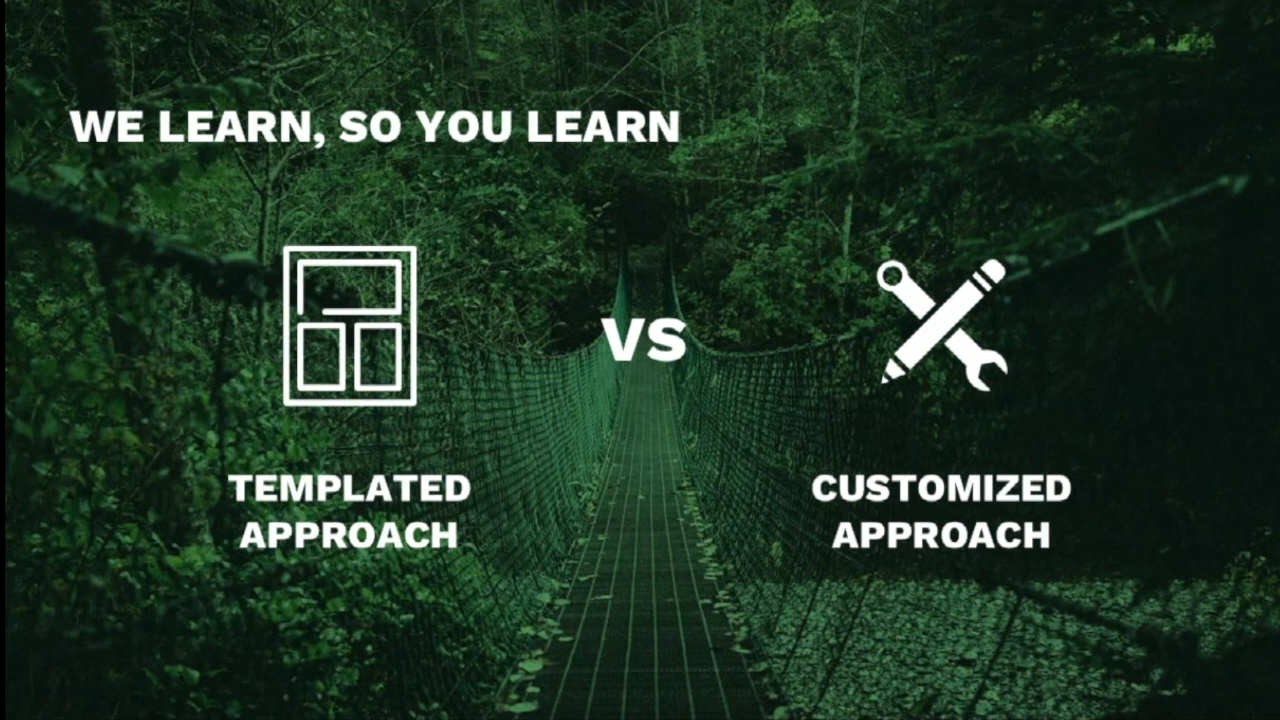 WE LEARN, SO YOU LEARN
VS
TEMPLATED
APPROACH
CUSTOMIZED
APPROACH